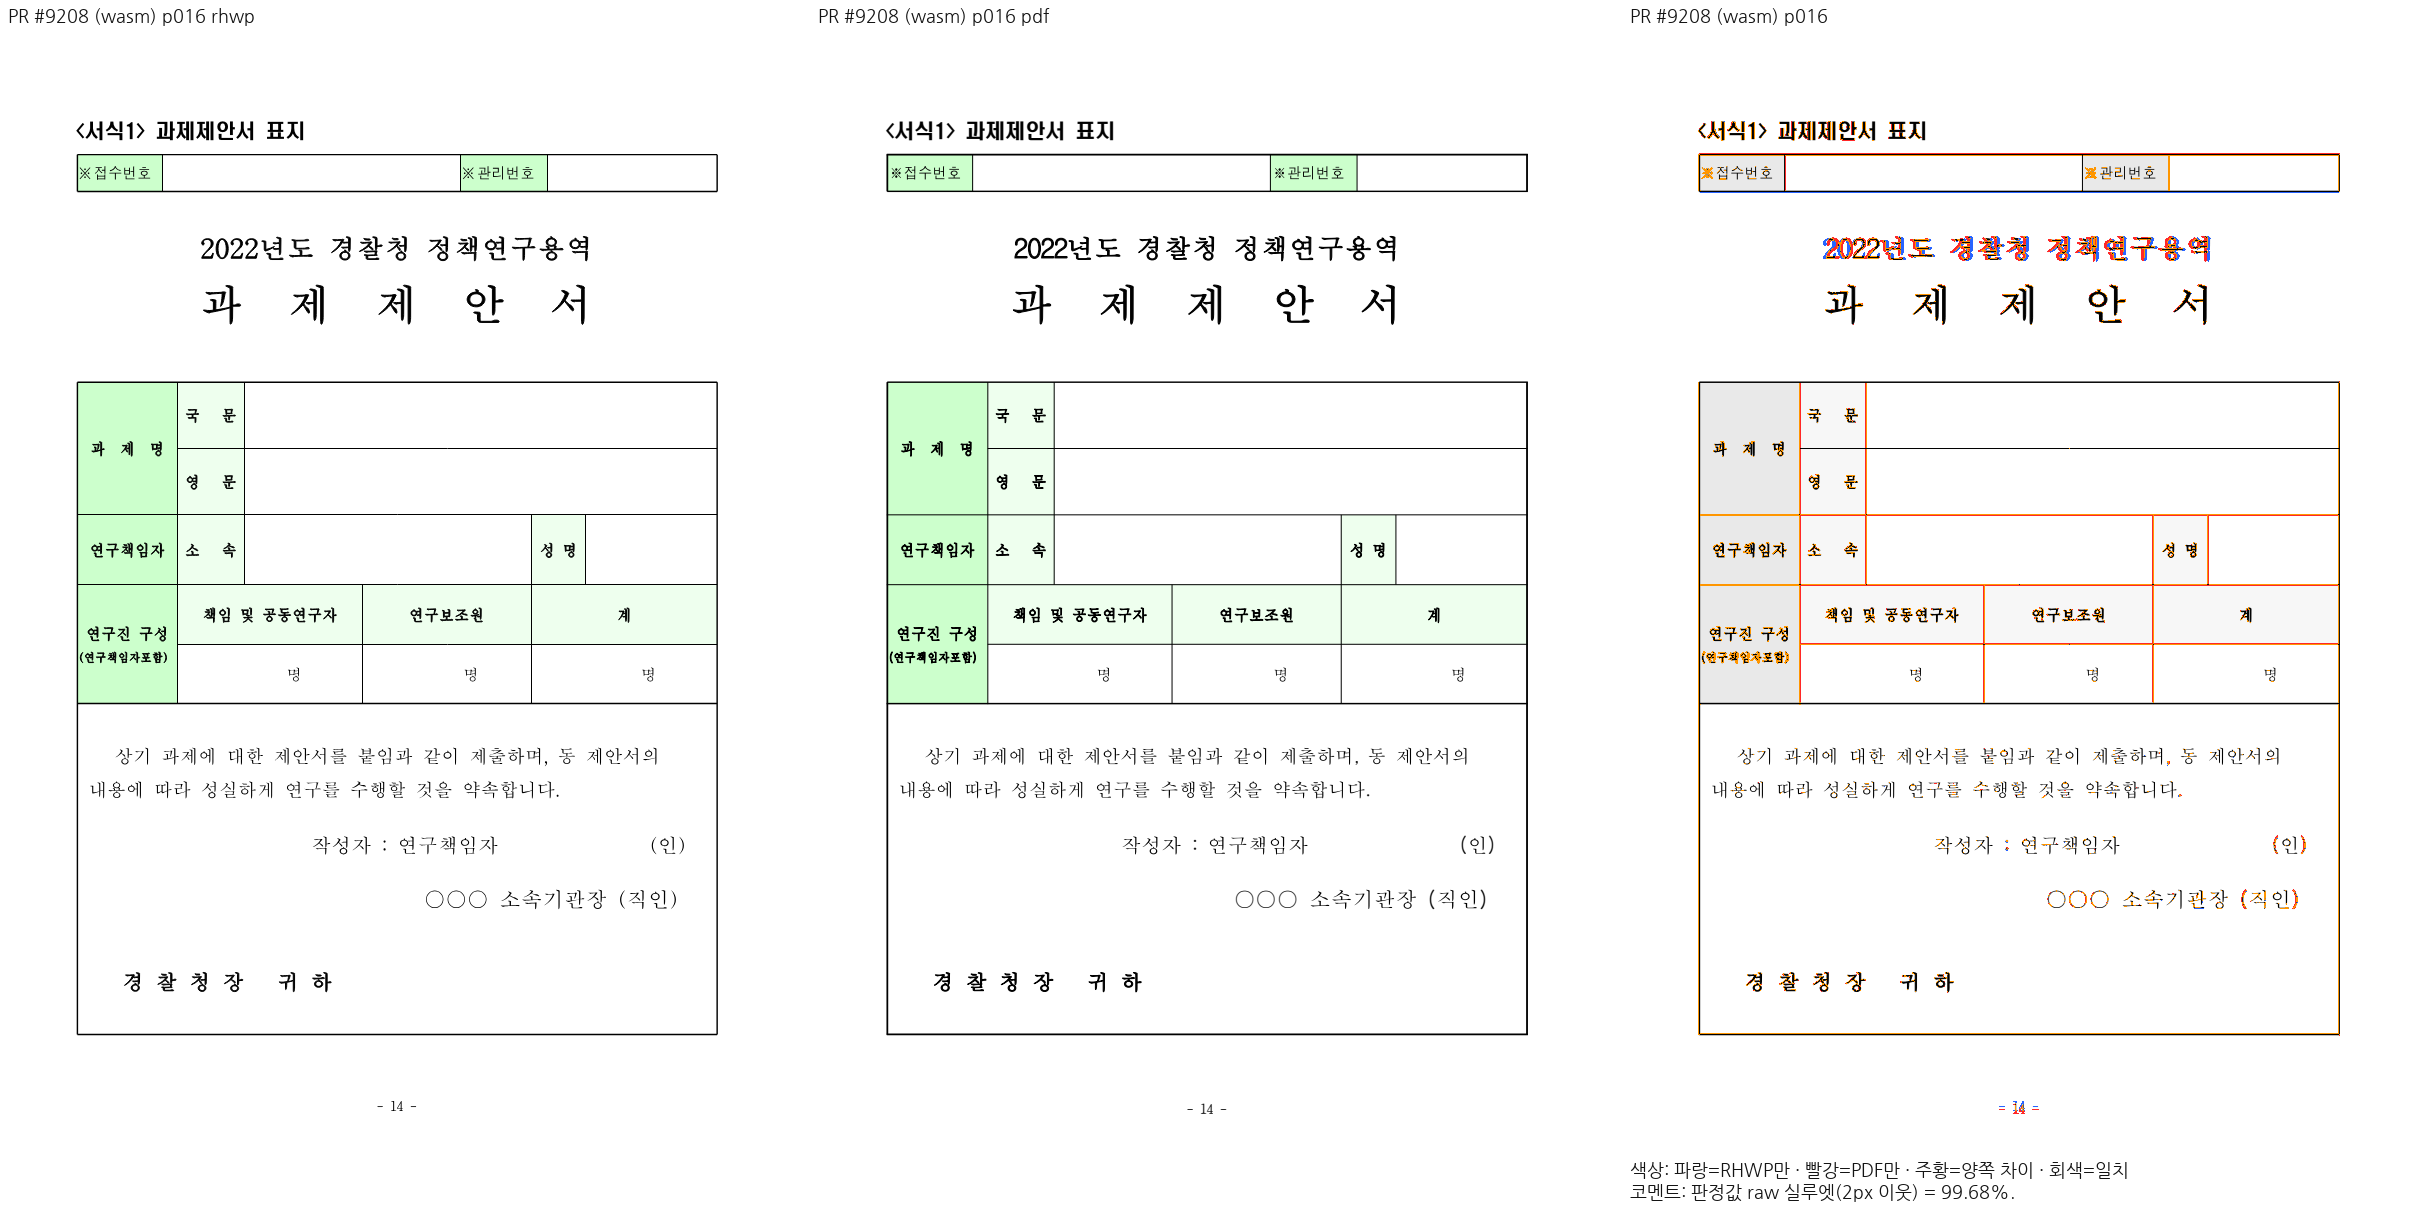 PR #9208 (wasm) p016 rhwp
<서식1> 과제제안서 표지
※접수번호 ※관리번호
2022년도 경찰청 정책연구용역
과 제 제 안 서
과 제 명
국 문
영 문
연구책임자 소 속 성 명
연구진 구성
(연구책임자포함)
책임 및 공동연구자 연구보조원 계
명 명 명
상기 과제에 대한 제안서를 붙임과 같이 제출하며, 동 제안서의
내용에 따라 성실하게 연구를 수행할 것을 약속합니다.
작성자 : 연구책임자 (인)
○○○ 소속기관장 (직인)
경 찰 청 장 귀 하
- 14 -
PR #9208 (wasm) p016 pdf
<서식1> 과제제안서 표지
※접수번호 ※관리번호
2022년도 경찰청 정책연구용역
과 제 제 안 서
과 제 명
국 문
영 문
연구책임자 소 속 성 명
연구진 구성
(연구책임자포함)
책임 및 공동연구자 연구보조원 계
명 명 명
상기 과제에 대한 제안서를 붙임과 같이 제출하며, 동 제안서의
내용에 따라 성실하게 연구를 수행할 것을 약속합니다.
작성자 : 연구책임자 (인)
○○○ 소속기관장 (직인)
경 찰 청 장 귀 하
- 14 -
PR #9208 (wasm) p016
<서식1> 과제제안서 표지
※접수번호 ※관리번호
2022년도 경찰청 정책연구용역
과 제 제 안 서
과 제 명
국 문
영 문
연구책임자 소 속 성 명
연구진 구성
(연구책임자포함)
책임 및 공동연구자 연구보조원 계
명 명 명
상기 과제에 대한 제안서를 붙임과 같이 제출하며, 동 제안서의
내용에 따라 성실하게 연구를 수행할 것을 약속합니다.
작성자 : 연구책임자 (인)
○○○ 소속기관장 (직인)
경 찰 청 장 귀 하
= 14 =
색상: 파랑=RHWP만 · 빨강=PDF만 · 주황=양쪽 차이 · 회색=일치
코멘트: 판정값 raw 실루엣(2px 이웃) = 99.68%.